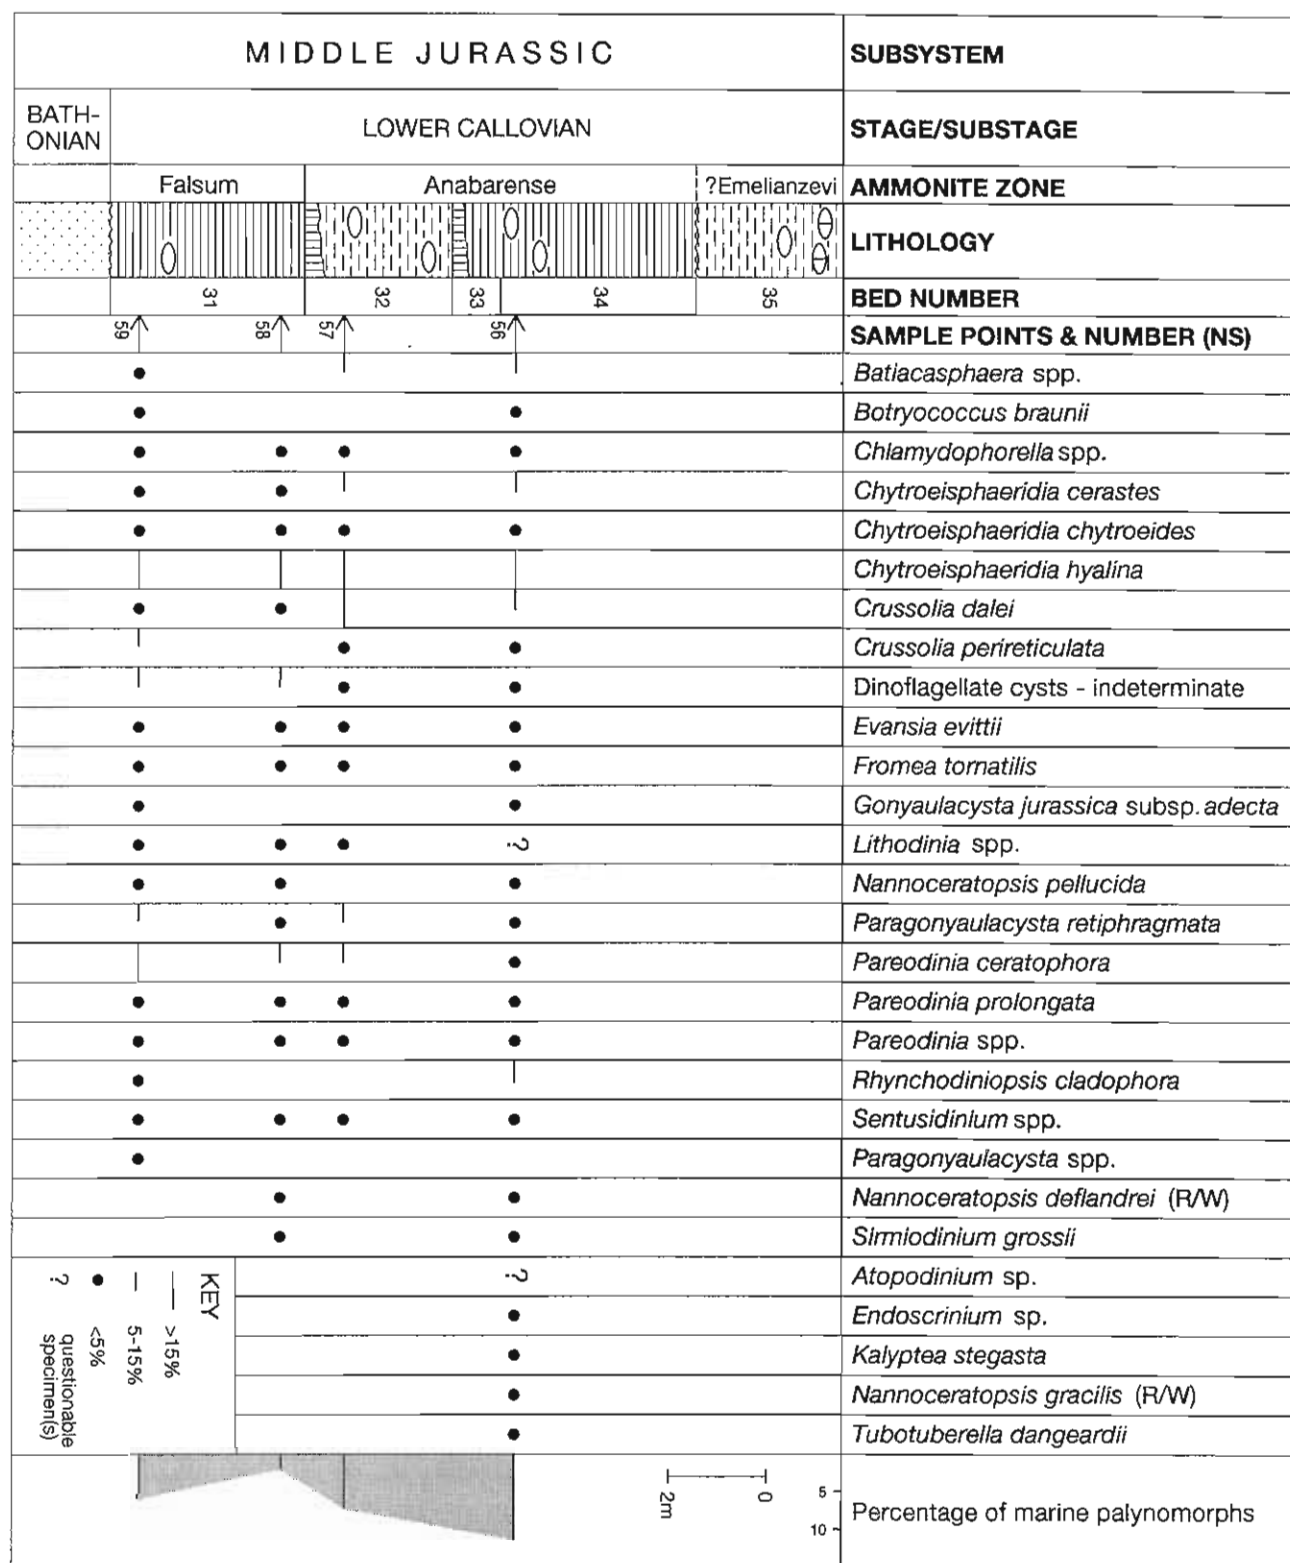 MIDDLE JURASSIC
SUBSYSTEM
BATH-
ONIAN
LOWER CALLOVIAN
STAGE/SUBSTAGE
Falsum
Anabarense
?Emelianzevi
AMMONITE ZONE
LITHOLOGY
31
32
33
34
35
BED NUMBER
59
58
57
56
SAMPLE POINTS & NUMBER (NS)
Batiacasphaera spp.
Botryococcus braunii
Chlamydophorella spp.
Chytroeisphaeridia cerastes
Chytroeisphaeridia chytroeides
Chytroeisphaeridia hyalina
Crussolia dalei
Crussolia perireticulata
Dinoflagellate cysts - indeterminate
Evansia evittii
Fromea tornatilis
Gonyaulacysta jurassica subsp. adecta
? Lithodinia spp.
Nannoceratopsis pellucida
Paragonyaulacysta retiphragmata
Pareodinia ceratophora
Pareodinia prolongata
Pareodinia spp.
Rhynchodiniopsis cladophora
Sentusidinium spp.
Paragonyaulacysta spp.
Nannoceratopsis deflandrei (R/W)
Sirmiodinium grossii
? Atopodinium sp.
Endoscrinium sp.
Kalyptea stegasta
Nannoceratopsis gracilis (R/W)
Tubotuberella dangeardii
KEY
>15%
5-15%
<5%
? questionable
specimen(s)
2m
0
5
10
Percentage of marine palynomorphs